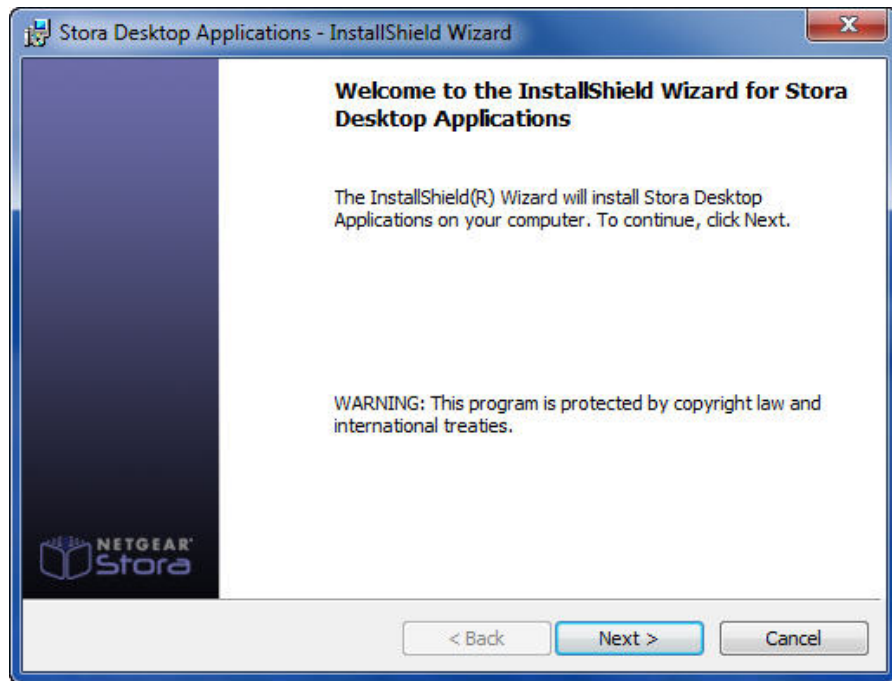 Stora Desktop Applications - InstallShield Wizard
Welcome to the InstallShield Wizard for Stora
Desktop Applications
The InstallShield(R) Wizard will install Stora Desktop
Applications on your computer. To continue, click Next.
WARNING: This program is protected by copyright law and
international treaties.
NETGEAR®
Stora
< Back Next > Cancel